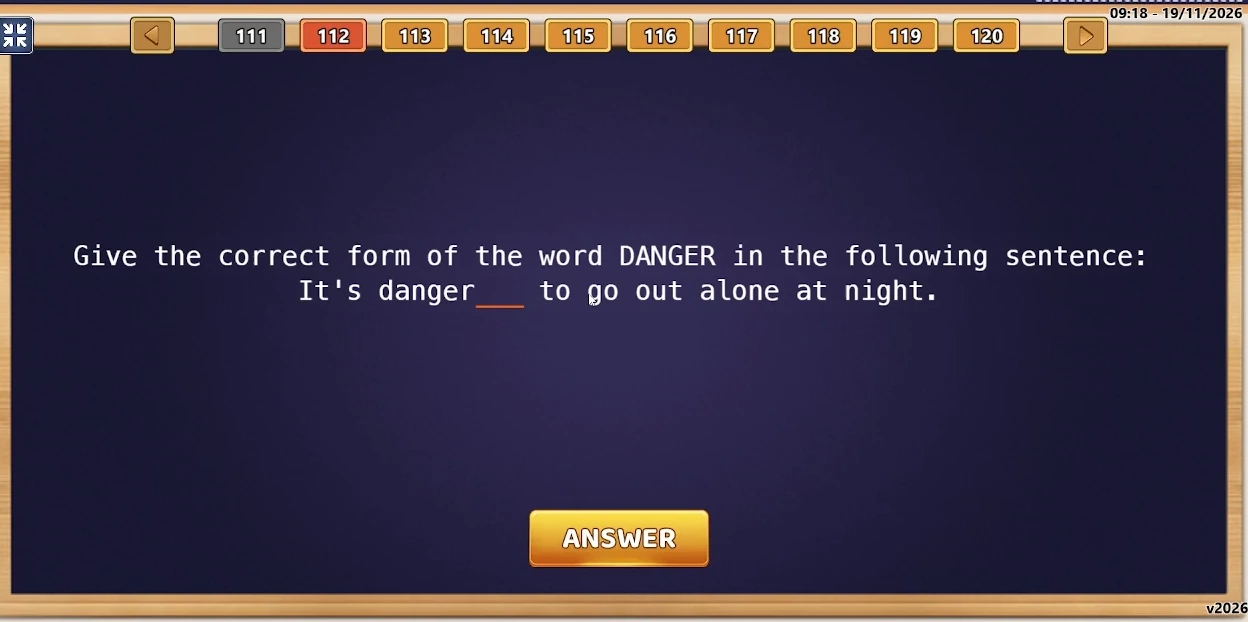 09:18 - 19/11/2026
111 112 113 114 115 116 117 118 119 120
Give the correct form of the word DANGER in the following sentence:
It's danger___ to go out alone at night.
ANSWER
v2026